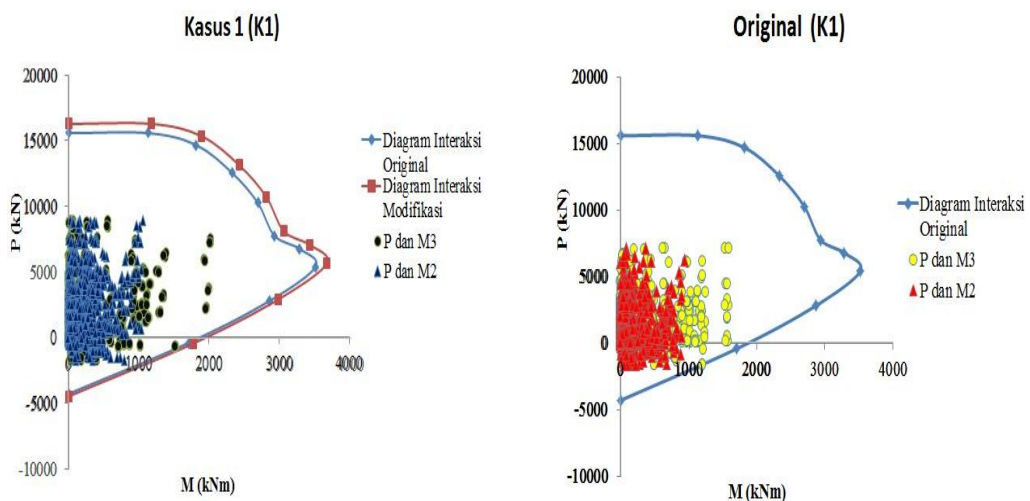 Kasus 1 (K1)
20000
15000
10000
5000
0
-5000
-10000
0
1000
2000
3000
4000
P (kN)
M (kNm)
Diagram Interaksi
Original
Diagram Interaksi
Modifikasi
P dan M3
P dan M2
Original (K1)
20000
15000
10000
5000
0
-5000
-10000
0
1000
2000
3000
4000
P (kN)
M (kNm)
Diagram Interaksi
Original
P dan M3
P dan M2